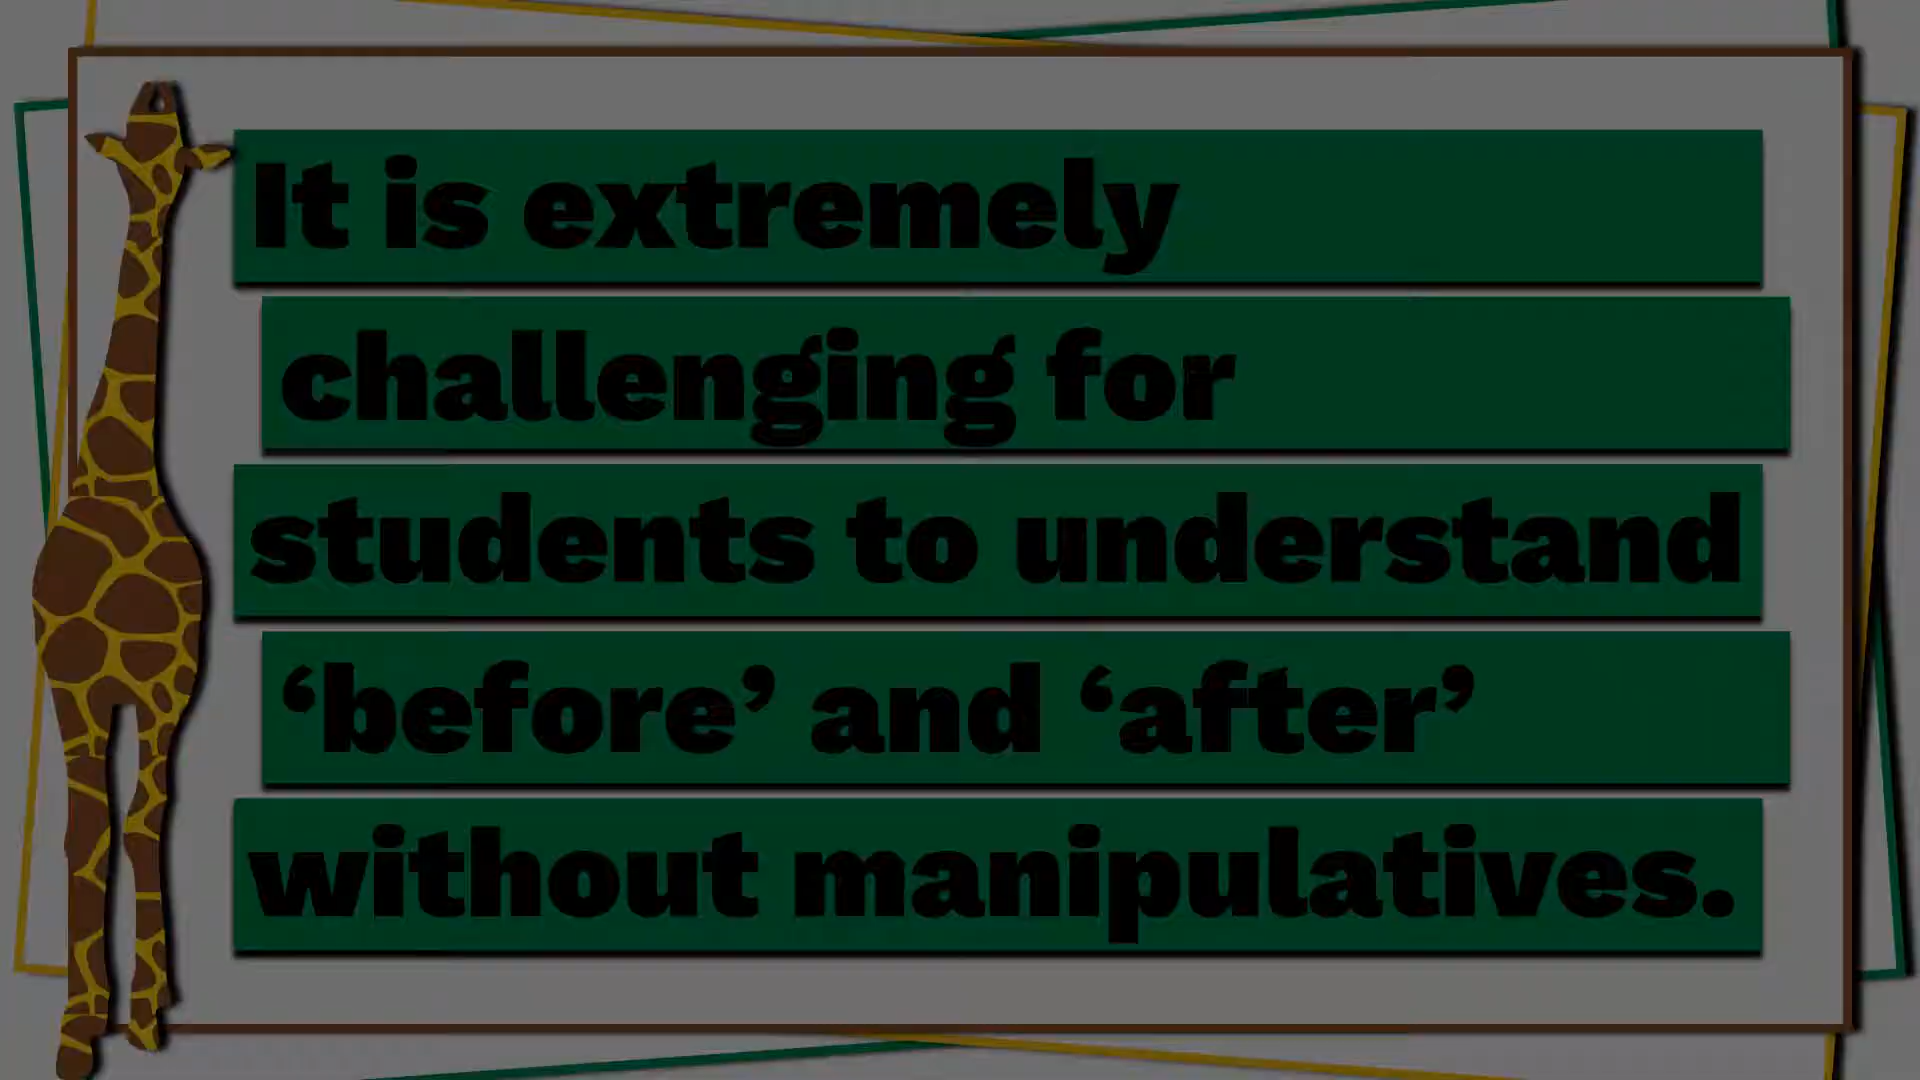 It is extremely
challenging for
students to understand
‘before’ and ‘after’
without manipulatives.